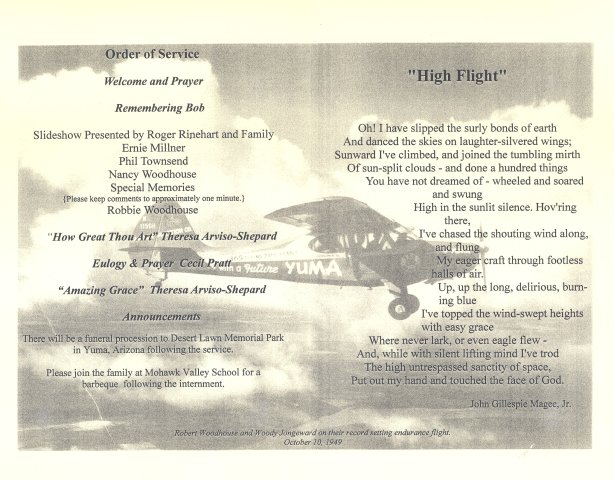 Order of Service
Welcome and Prayer
Remembering Bob
Slideshow Presented by Roger Rinehart and Family
Ernie Millner
Phil Townsend
Nancy Woodhouse
Special Memories
{Please keep comments to approximately one minute.}
Robbie Woodhouse
"How Great Thou Art" Theresa Arviso-Shepard
Eulogy & Prayer Cecil Pratt
"Amazing Grace" Theresa Arviso-Shepard
Announcements
There will be a funeral procession to Desert Lawn Memorial Park
in Yuma, Arizona following the service.
Please join the family at Mohawk Valley School for a
barbeque following the internment.
with a Future YUMA
"High Flight"
Oh! I have slipped the surly bonds of earth
And danced the skies on laughter-silvered wings;
Sunward I've climbed, and joined the tumbling mirth
Of sun-split clouds - and done a hundred things
You have not dreamed of - wheeled and soared
and swung
High in the sunlit silence. Hov'ring
there,
I've chased the shouting wind along,
and flung
My eager craft through footless
halls of air.
Up, up the long, delirious, burn-
ing blue
I've topped the wind-swept heights
with easy grace
Where never lark, or even eagle flew -
And, while with silent lifting mind I've trod
The high untrespassed sanctity of space,
Put out my hand and touched the face of God.
John Gillespie Magee, Jr.
Robert Woodhouse and Woody Jongeward on their record setting endurance flight.
October 10, 1949